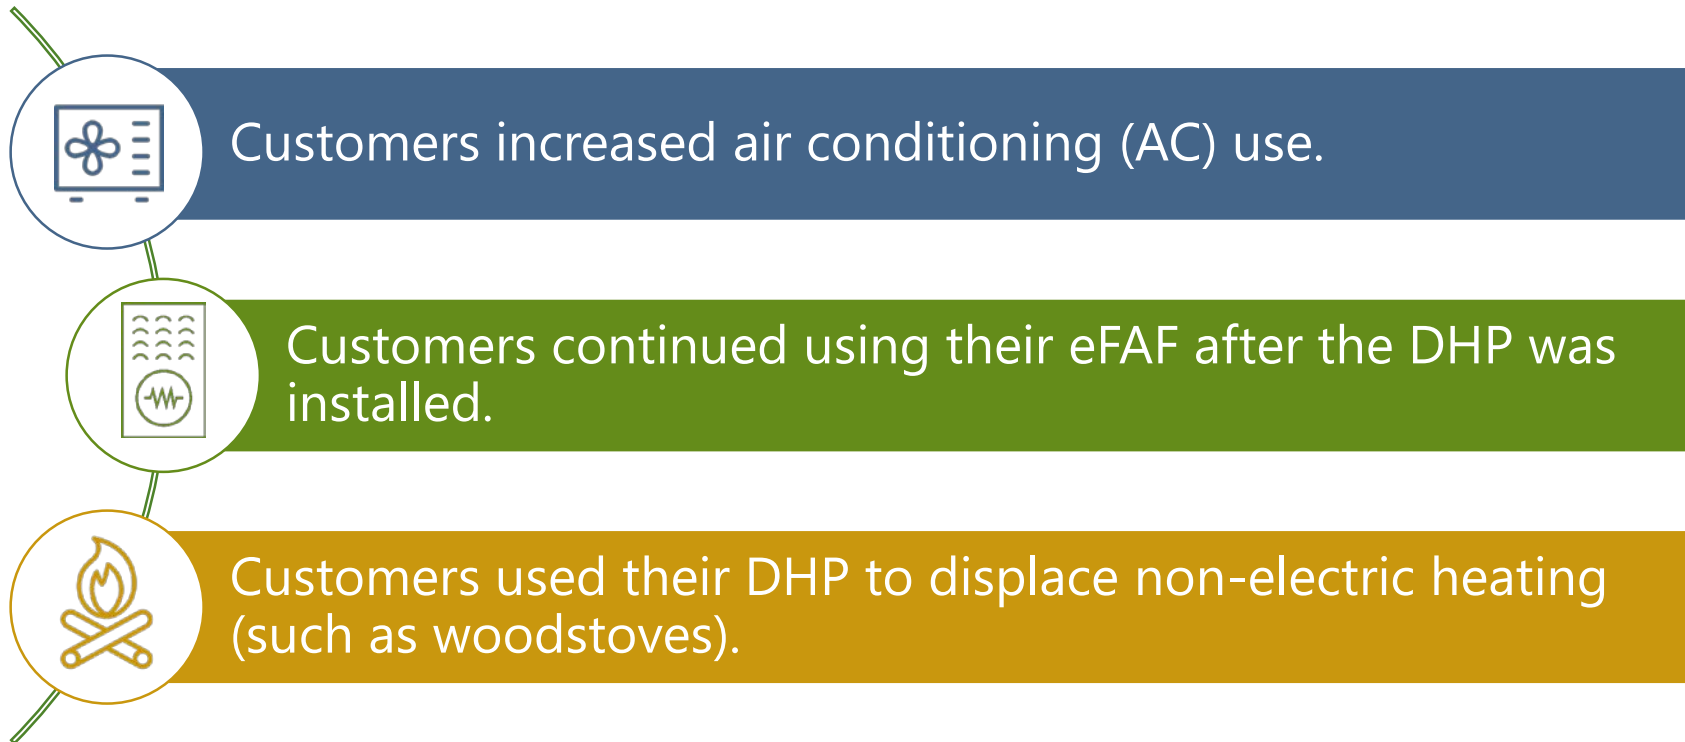 Customers increased air conditioning (AC) use.
Customers continued using their eFAF after the DHP was
installed.
Customers used their DHP to displace non-electric heating
(such as woodstoves).